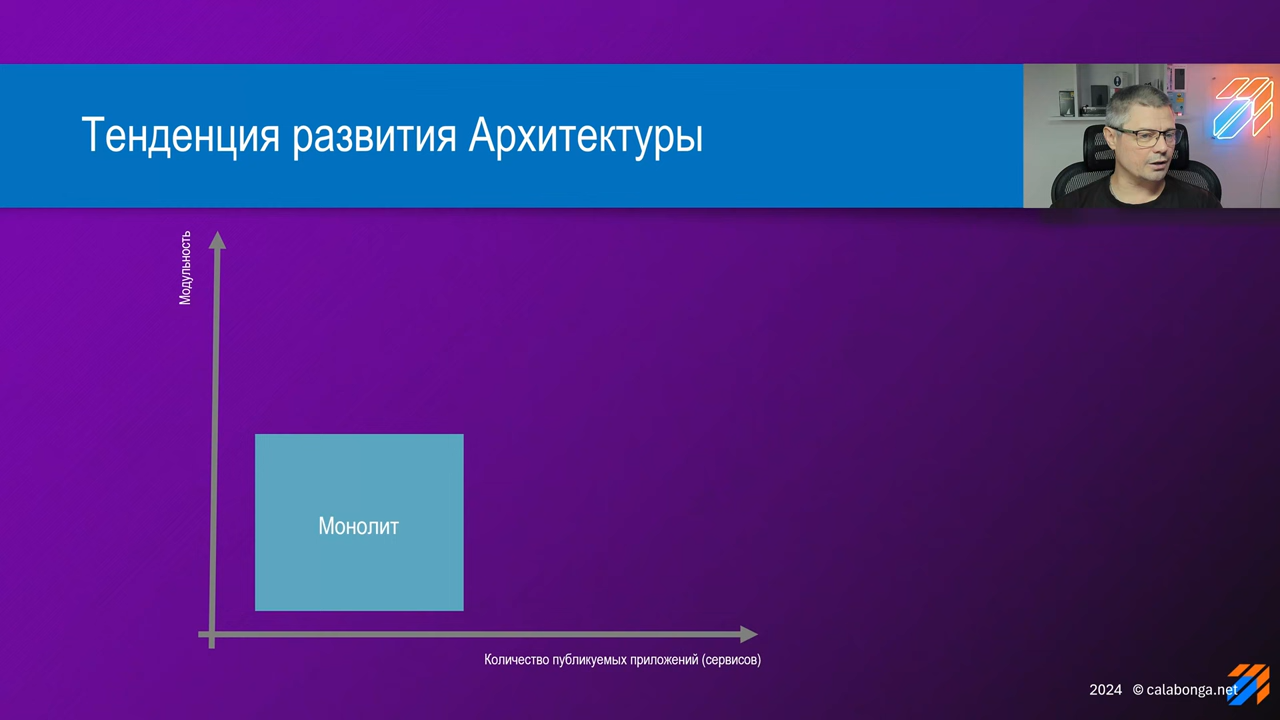 Тенденция развития Архитектуры
Модульность
Монолит
Количество публикуемых приложений (сервисов)
2024 © calabonga.net